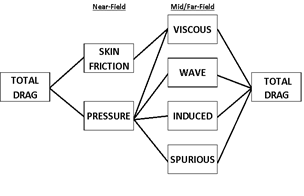 Near-Field
Mid/Far-Field
TOTAL
DRAG
SKIN
FRICTION
PRESSURE
VISCOUS
WAVE
INDUCED
SPURIOUS
TOTAL
DRAG